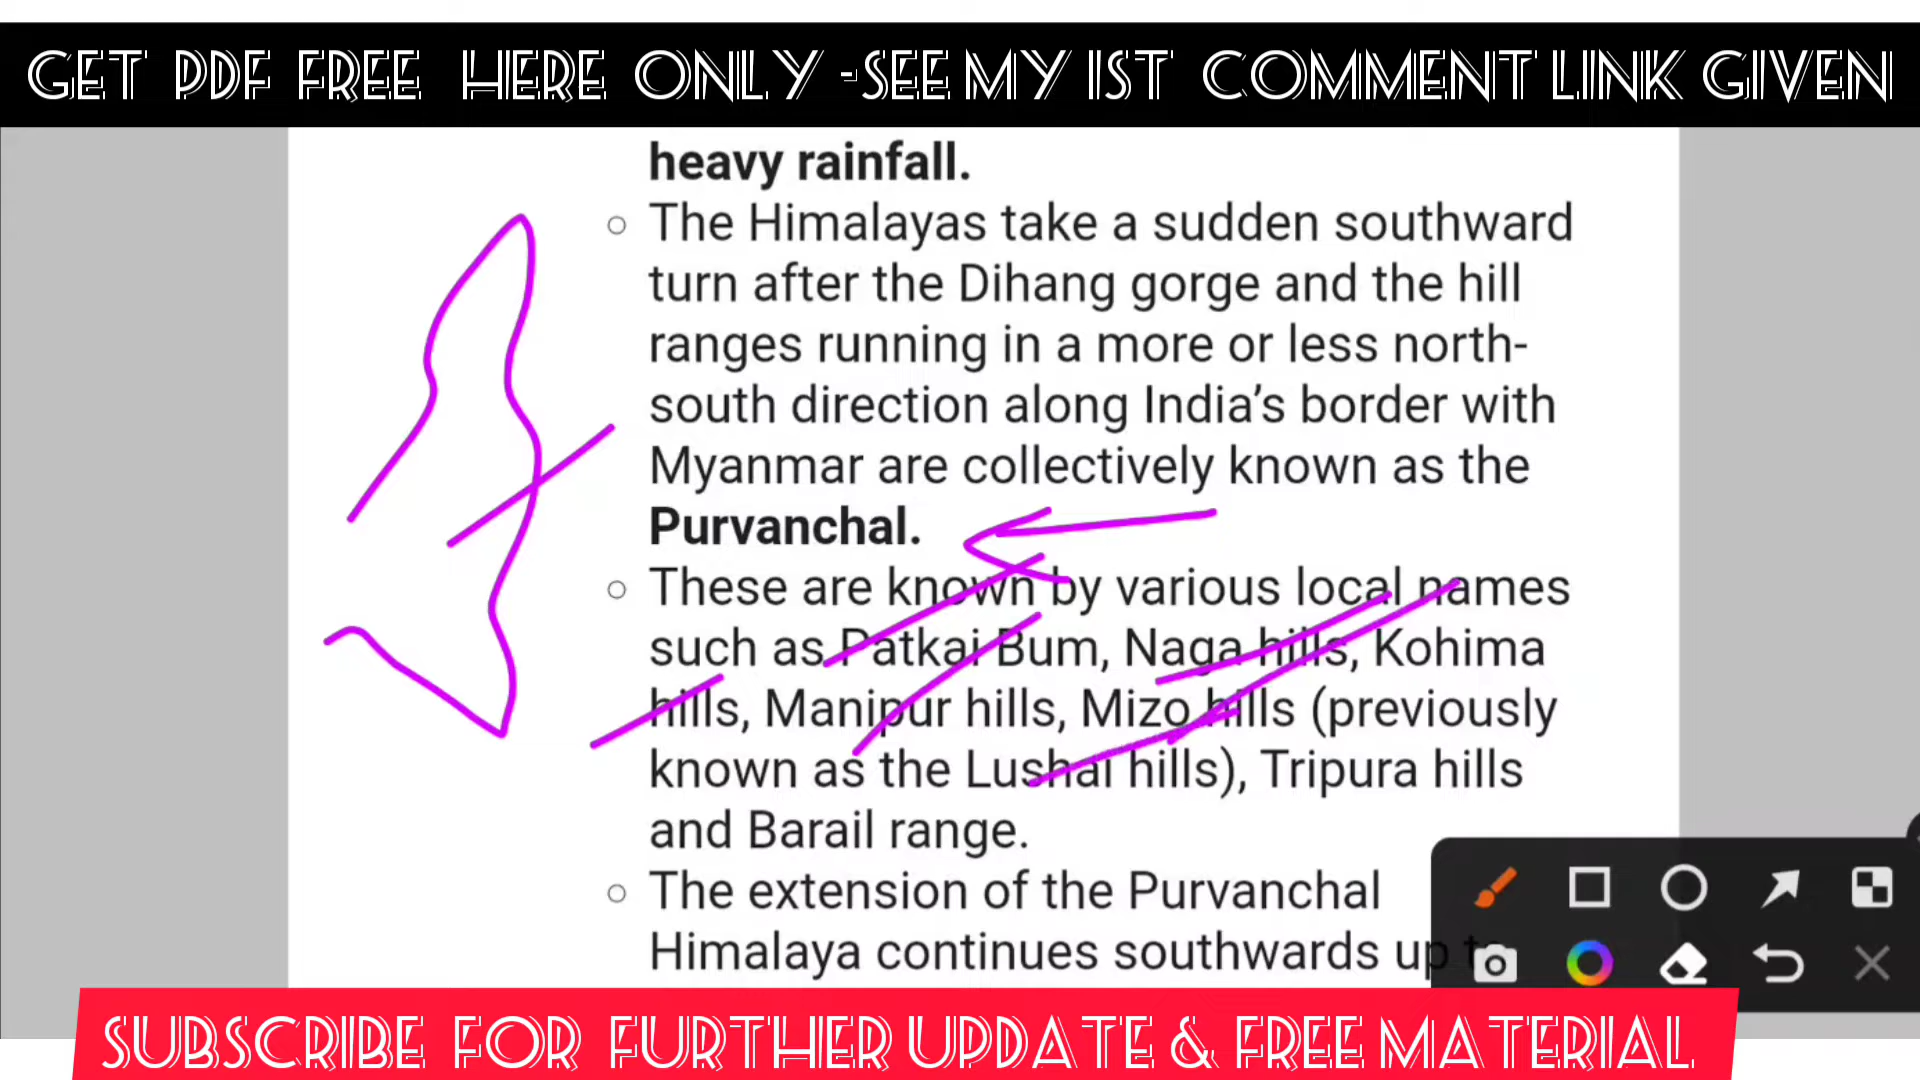 GET PDF FREE HERE ONLY -SEE MY 1ST COMMENT LINK GIVEN
heavy rainfall.
The Himalayas take a sudden southward
turn after the Dihang gorge and the hill
ranges running in a more or less north-
south direction along India's border with
Myanmar are collectively known as the
Purvanchal.
These are known by various local names
such as Patkai Bum, Naga hills, Kohima
hills, Manipur hills, Mizo hills (previously
known as the Lushai hills), Tripura hills
and Barail range.
The extension of the Purvanchal
Himalaya continues southwards up
SUBSCRIBE FOR FURTHER UPDATE & FREE MATERIAL